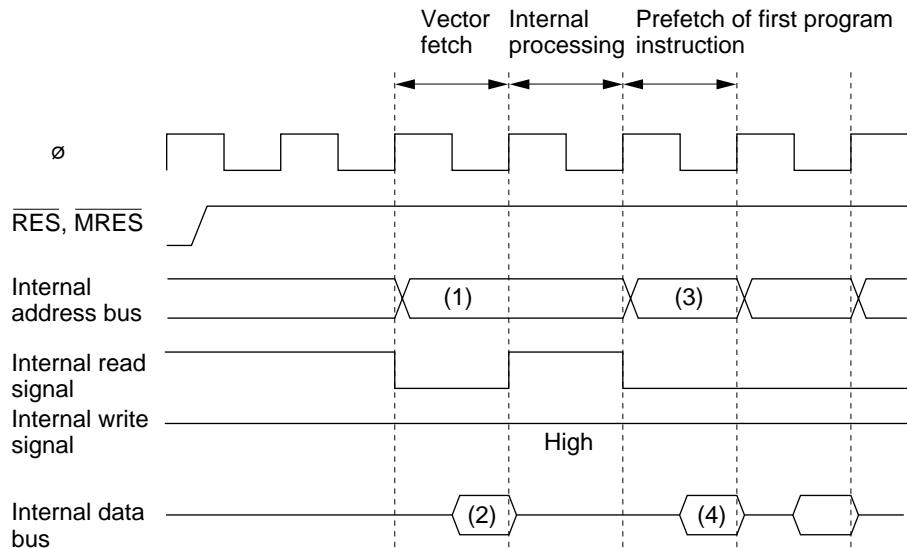 Vector fetch
Internal processing
Prefetch of first program instruction
ø
RES, MRES
Internal address bus
(1)
(3)
Internal read signal
Internal write signal
High
Internal data bus
(2)
(4)